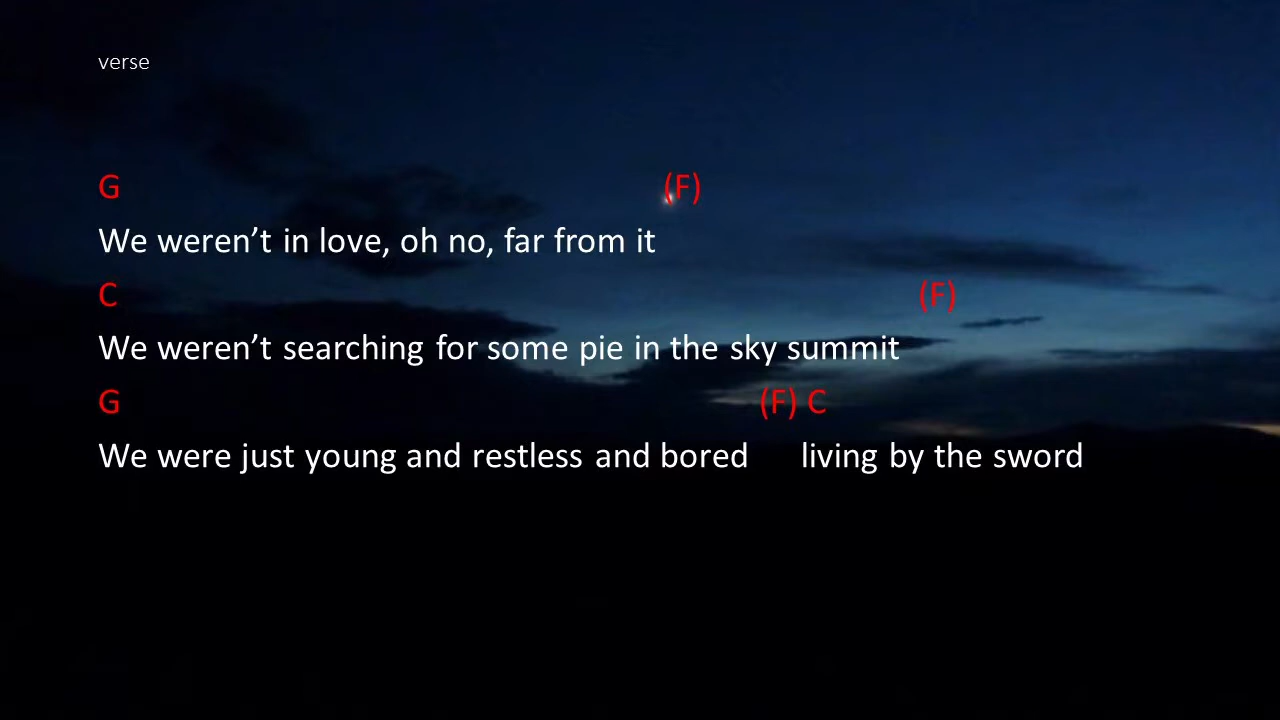 verse
G (F)
We weren’t in love, oh no, far from it
C (F)
We weren’t searching for some pie in the sky summit
G (F) C
We were just young and restless and bored living by the sword